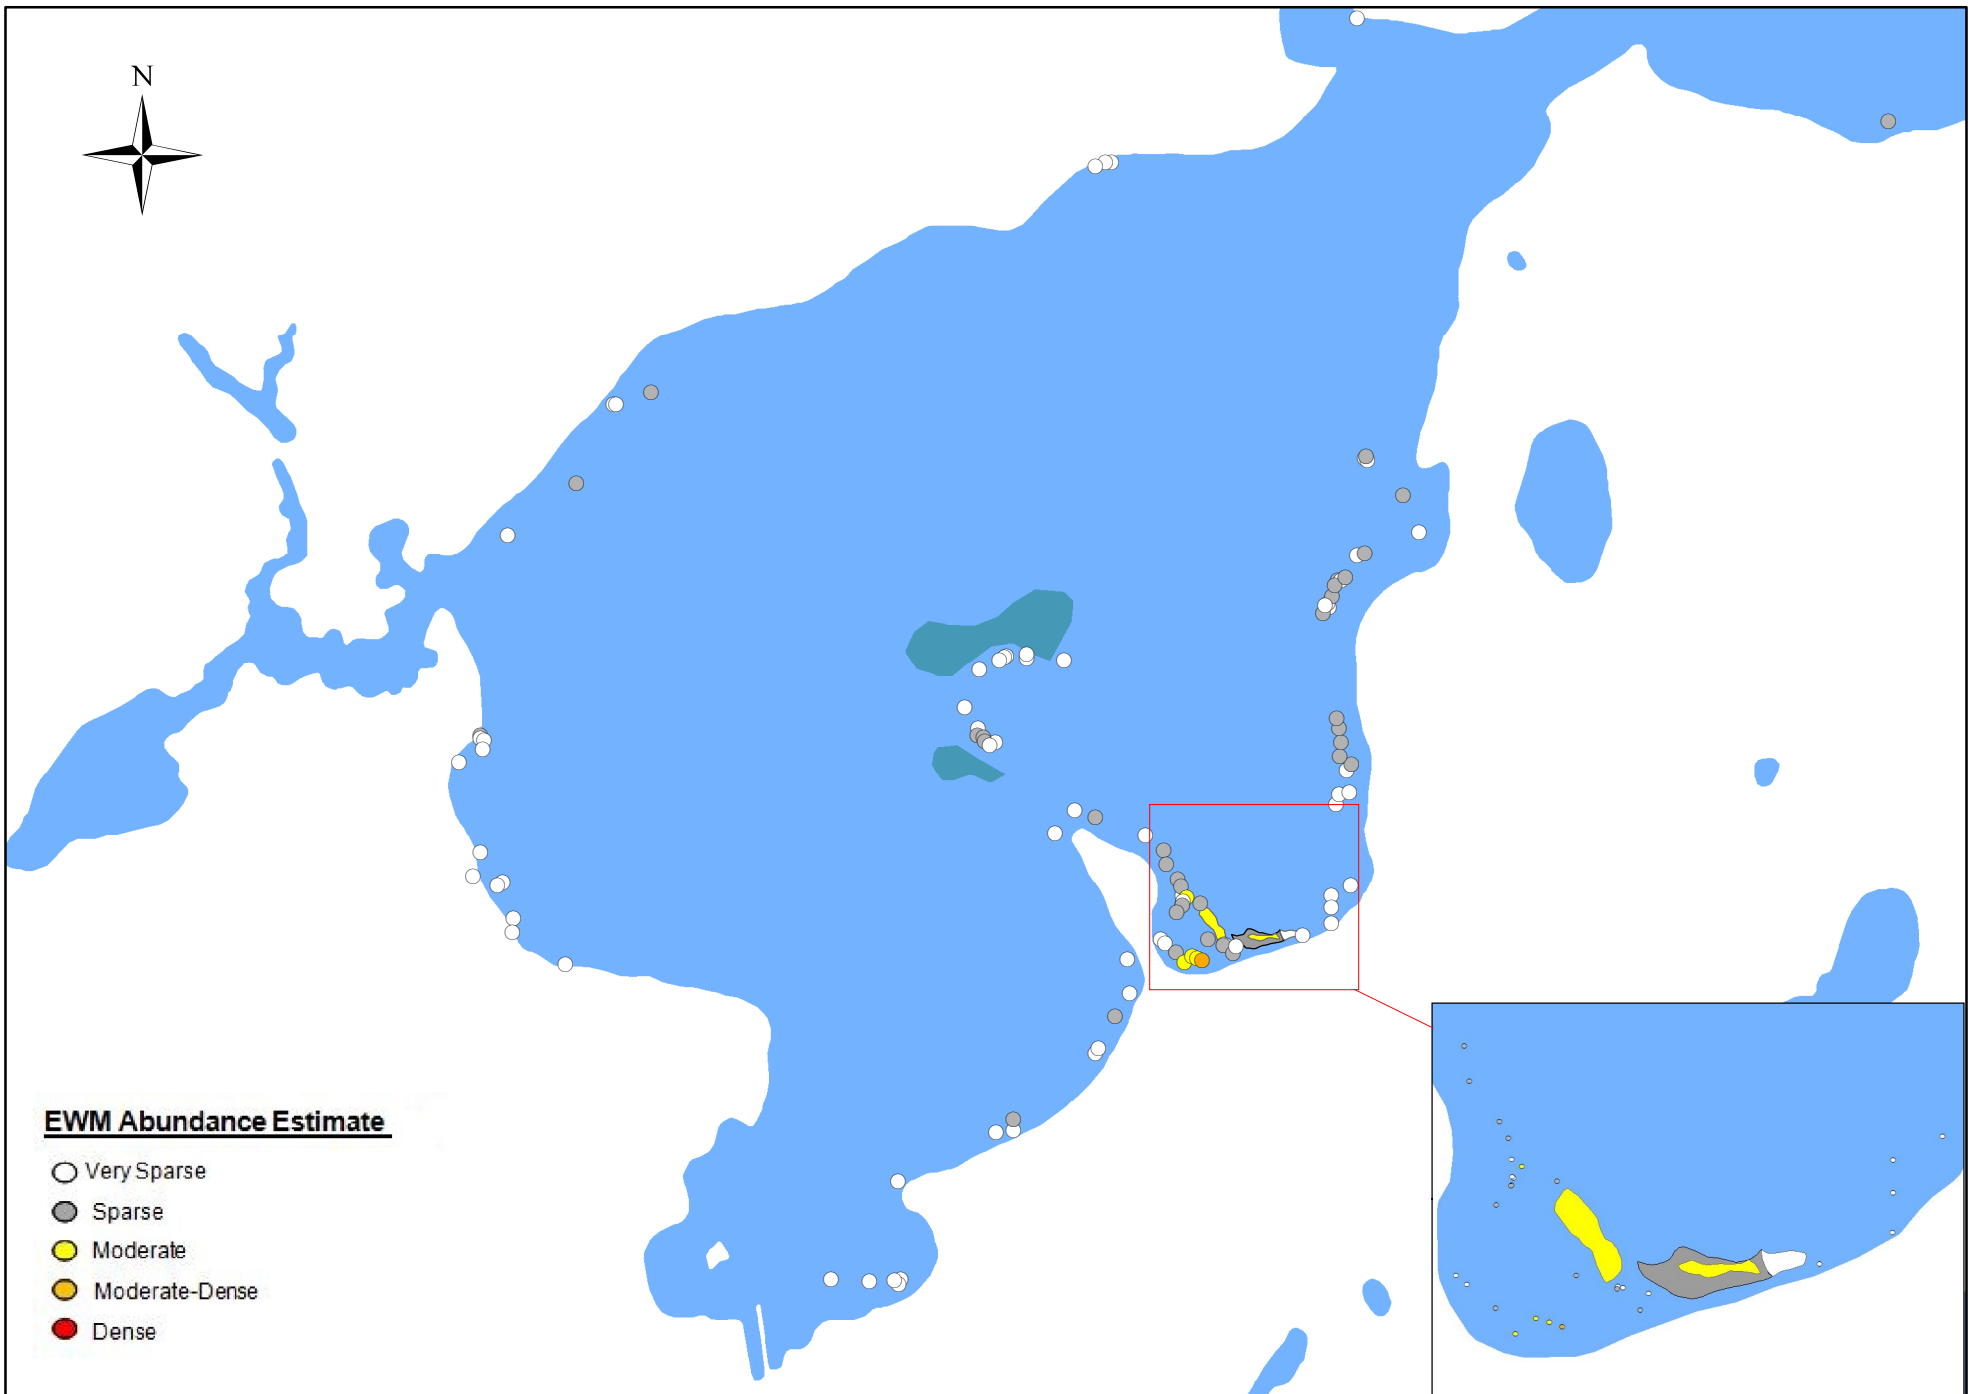 N
EWM Abundance Estimate
Very Sparse
Sparse
Moderate
Moderate-Dense
Dense